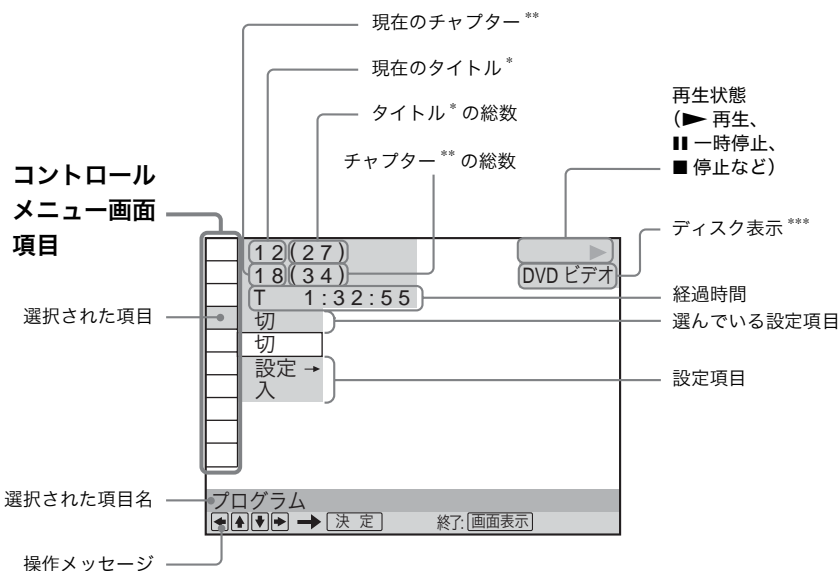 現在のチャプター**
現在のタイトル*
タイトル*の総数
チャプター**の総数
再生状態
（▶ 再生、
❚❚ 一時停止、
■ 停止など）
コントロール
メニュー画面
項目
ディスク表示***
12(27)
18(34)
T 1:32:55
▶
DVD ビデオ
経過時間
選択された項目
切
選んでいる設定項目
切
設定 →
入
設定項目
選択された項目名
プログラム
←↑↓→ → 決 定 終了: 画面表示
操作メッセージ